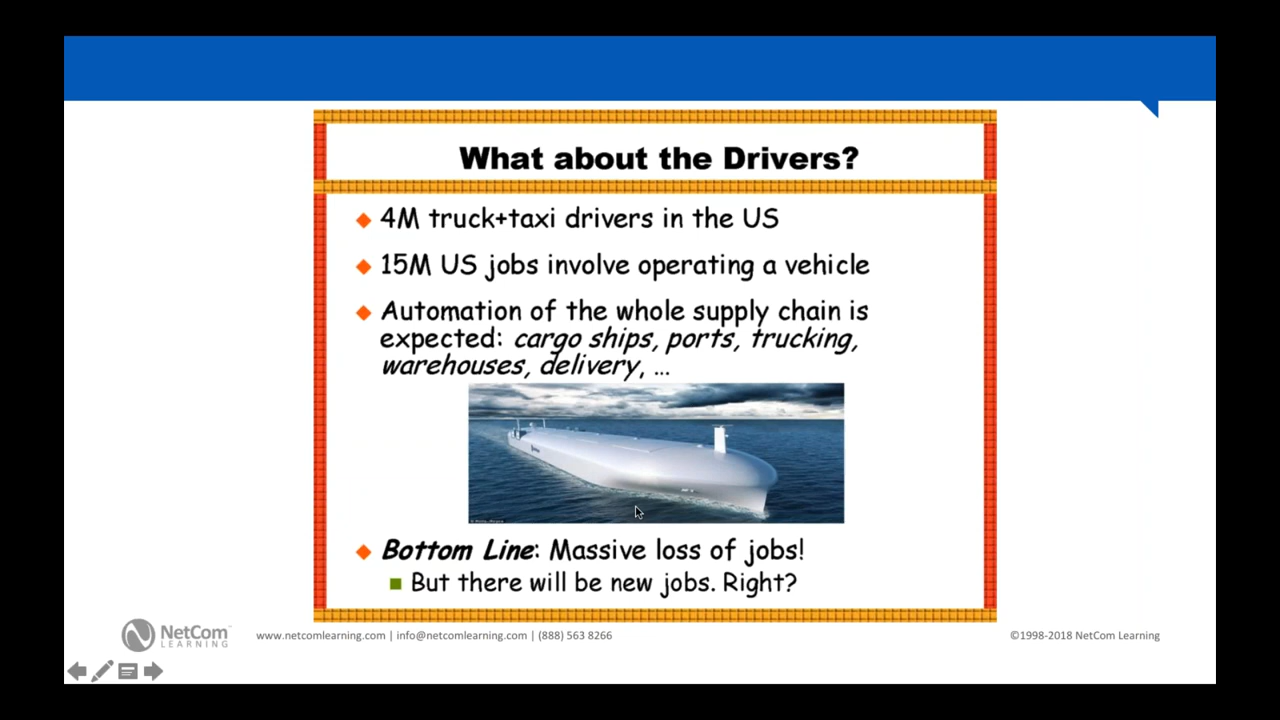 What about the Drivers?
4M truck+taxi drivers in the US
15M US jobs involve operating a vehicle
Automation of the whole supply chain is
expected: cargo ships, ports, trucking,
warehouses, delivery, ...
Bottom Line: Massive loss of jobs!
But there will be new jobs. Right?
NetCom
LEARNING
www.netcomlearning.com | info@netcomlearning.com | (888) 563 8266
©1998-2018 NetCom Learning